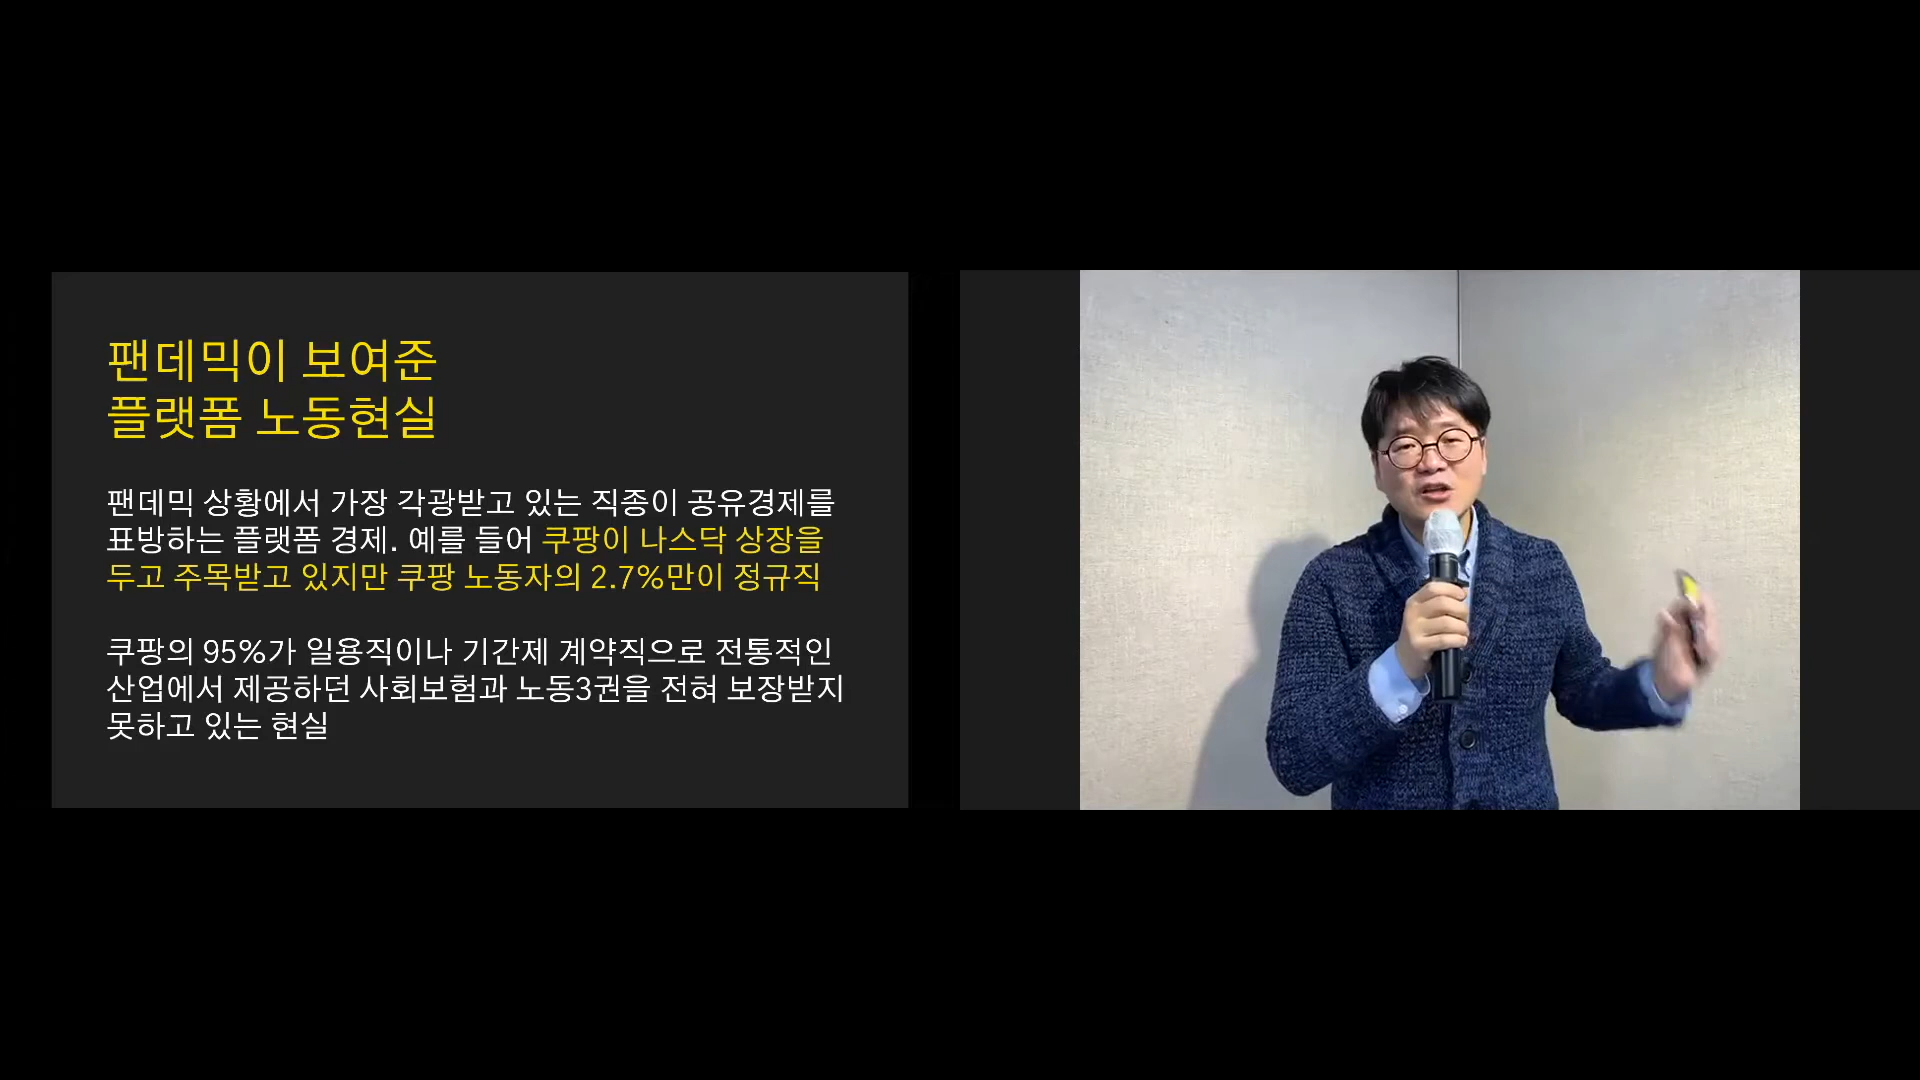 팬데믹이 보여준
플랫폼 노동현실
팬데믹 상황에서 가장 각광받고 있는 직종이 공유경제를
표방하는 플랫폼 경제. 예를 들어 쿠팡이 나스닥 상장을
두고 주목받고 있지만 쿠팡 노동자의 2.7%만이 정규직
쿠팡의 95%가 일용직이나 기간제 계약직으로 전통적인
산업에서 제공하던 사회보험과 노동3권을 전혀 보장받지
못하고 있는 현실